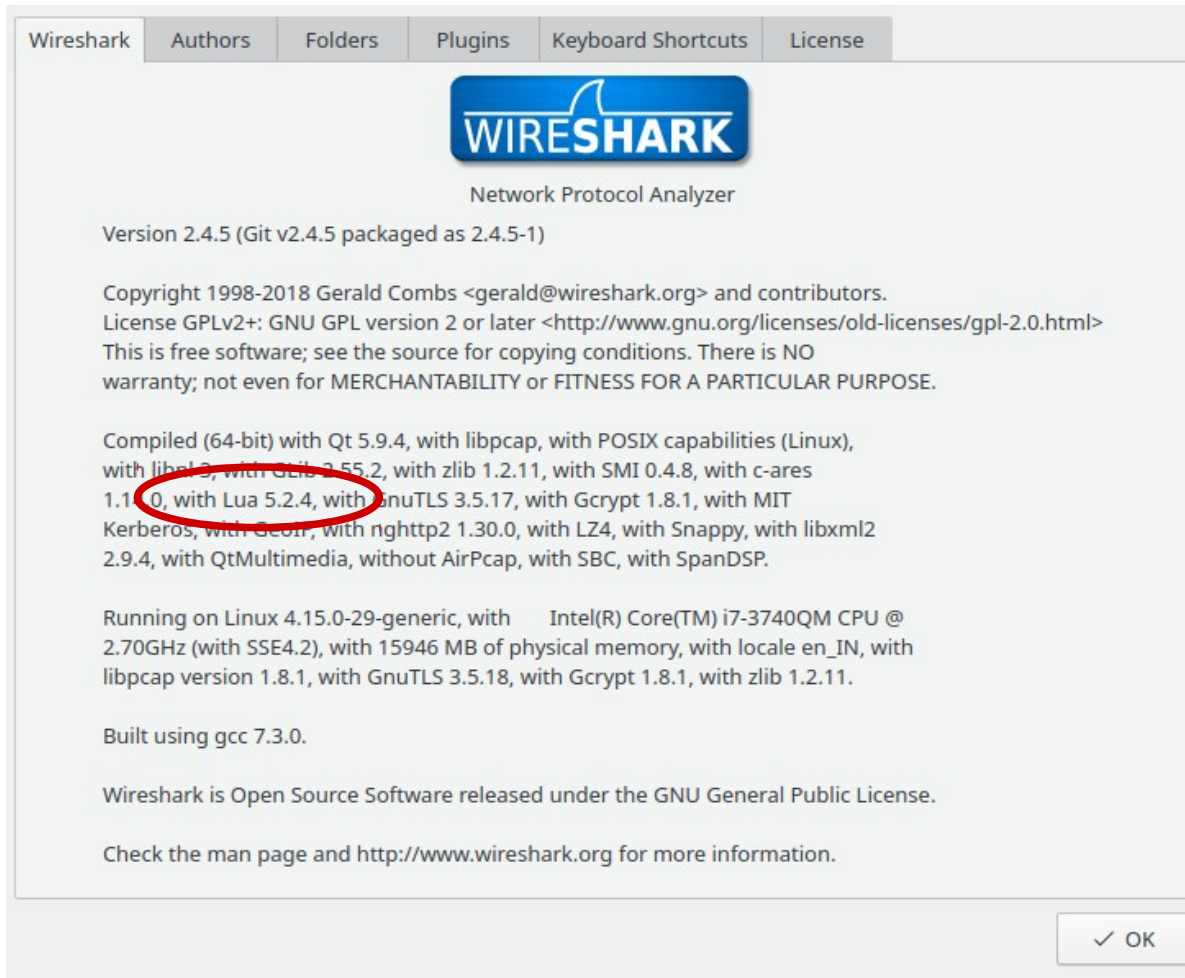 Wireshark Authors Folders Plugins Keyboard Shortcuts License
WIRESHARK
Network Protocol Analyzer
Version 2.4.5 (Git v2.4.5 packaged as 2.4.5-1)
Copyright 1998-2018 Gerald Combs <gerald@wireshark.org> and contributors.
License GPLv2+: GNU GPL version 2 or later <http://www.gnu.org/licenses/old-licenses/gpl-2.0.html>
This is free software; see the source for copying conditions. There is NO
warranty; not even for MERCHANTABILITY or FITNESS FOR A PARTICULAR PURPOSE.
Compiled (64-bit) with Qt 5.9.4, with libpcap, with POSIX capabilities (Linux),
with libnl 3, with GLib 2.55.2, with zlib 1.2.11, with SMI 0.4.8, with c-ares
with Lua 5.2.4, with GnuTLS 3.5.17, with Gcrypt 1.8.1, with MIT
Kerberos, with GeoIP, with nghttp2 1.30.0, with LZ4, with Snappy, with libxml2
2.9.4, with QtMultimedia, without AirPcap, with SBC, with SpanDSP.
Running on Linux 4.15.0-29-generic, with Intel(R) Core(TM) i7-3740QM CPU @
2.70GHz (with SSE4.2), with 15946 MB of physical memory, with locale en_IN, with
libpcap version 1.8.1, with GnuTLS 3.5.18, with Gcrypt 1.8.1, with zlib 1.2.11.
Built using gcc 7.3.0.
Wireshark is Open Source Software released under the GNU General Public License.
Check the man page and http://www.wireshark.org for more information.
OK